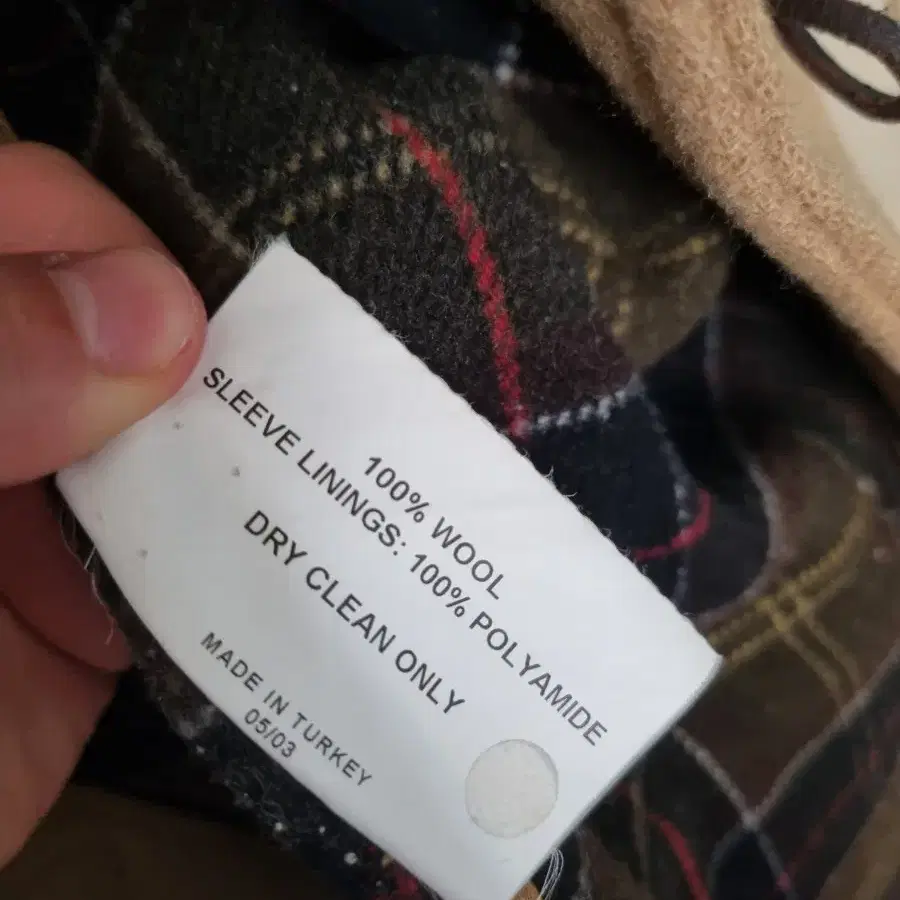 100% WOOL
SLEEVE LININGS: 100% POLYAMIDE
DRY CLEAN ONLY
MADE IN TURKEY
05/03